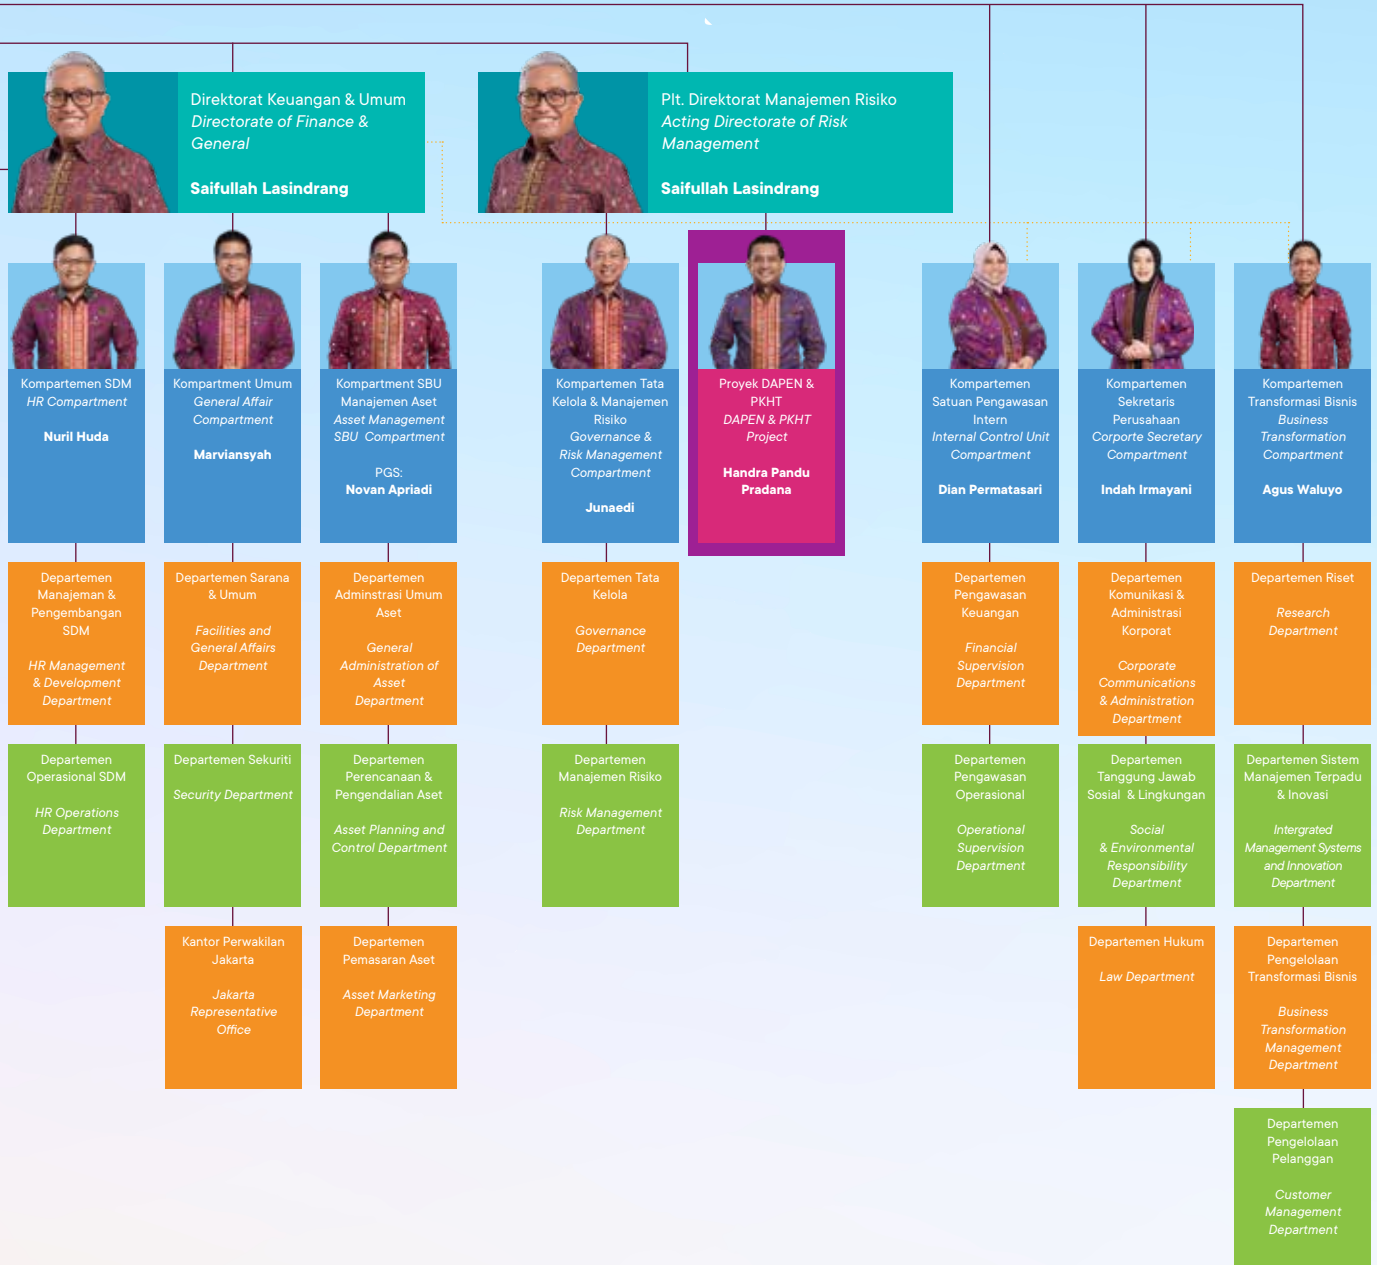 Direktorat Keuangan & Umum
Directorate of Finance &
General
Saifullah Lasindrang
Plt. Direktorat Manajemen Risiko
Acting Directorate of Risk
Management
Saifullah Lasindrang
Kompartemen SDM
HR Compartment
Nuril Huda
Kompartment Umum
General Affair
Compartment
Marviansyah
Kompartment SBU
Manajemen Aset
Asset Management
SBU Compartment
PGS:
Novan Apriadi
Kompartemen Tata
Kelola & Manajemen
Risiko
Governance &
Risk Management
Compartment
Junaedi
Proyek DAPEN &
PKHT
DAPEN & PKHT
Project
Handra Pandu
Pradana
Kompartemen
Satuan Pengawasan
Intern
Internal Control Unit
Compartment
Dian Permatasari
Kompartemen
Sekretaris
Perusahaan
Corporte Secretary
Compartment
Indah Irmayani
Kompartemen
Transformasi Bisnis
Business
Transformation
Compartment
Agus Waluyo
Departemen
Manajeman &
Pengembangan
SDM
HR Management
& Development
Department
Departemen Sarana
& Umum
Facilities and
General Affairs
Department
Departemen
Adminstrasi Umum
Aset
General
Administration of
Asset
Department
Departemen Tata
Kelola
Governance
Department
Departemen
Pengawasan
Keuangan
Financial
Supervision
Department
Departemen
Komunikasi &
Administrasi
Korporat
Corporate
Communications
& Administration
Department
Departemen Riset
Research
Department
Departemen
Operasional SDM
HR Operations
Department
Departemen Sekuriti
Security Department
Departemen
Perencanaan &
Pengendalian Aset
Asset Planning and
Control Department
Departemen
Manajemen Risiko
Risk Management
Department
Departemen
Pengawasan
Operasional
Operational
Supervision
Department
Departemen
Tanggung Jawab
Sosial & Lingkungan
Social
& Environmental
Responsibility
Department
Departemen Sistem
Manajemen Terpadu
& Inovasi
Intergrated
Management Systems
and Innovation
Department
Kantor Perwakilan
Jakarta
Jakarta
Representative
Office
Departemen
Pemasaran Aset
Asset Marketing
Department
Departemen Hukum
Law Department
Departemen
Pengelolaan
Transformasi Bisnis
Business
Transformation
Management
Department
Departemen
Pengelolaan
Pelanggan
Customer
Management
Department